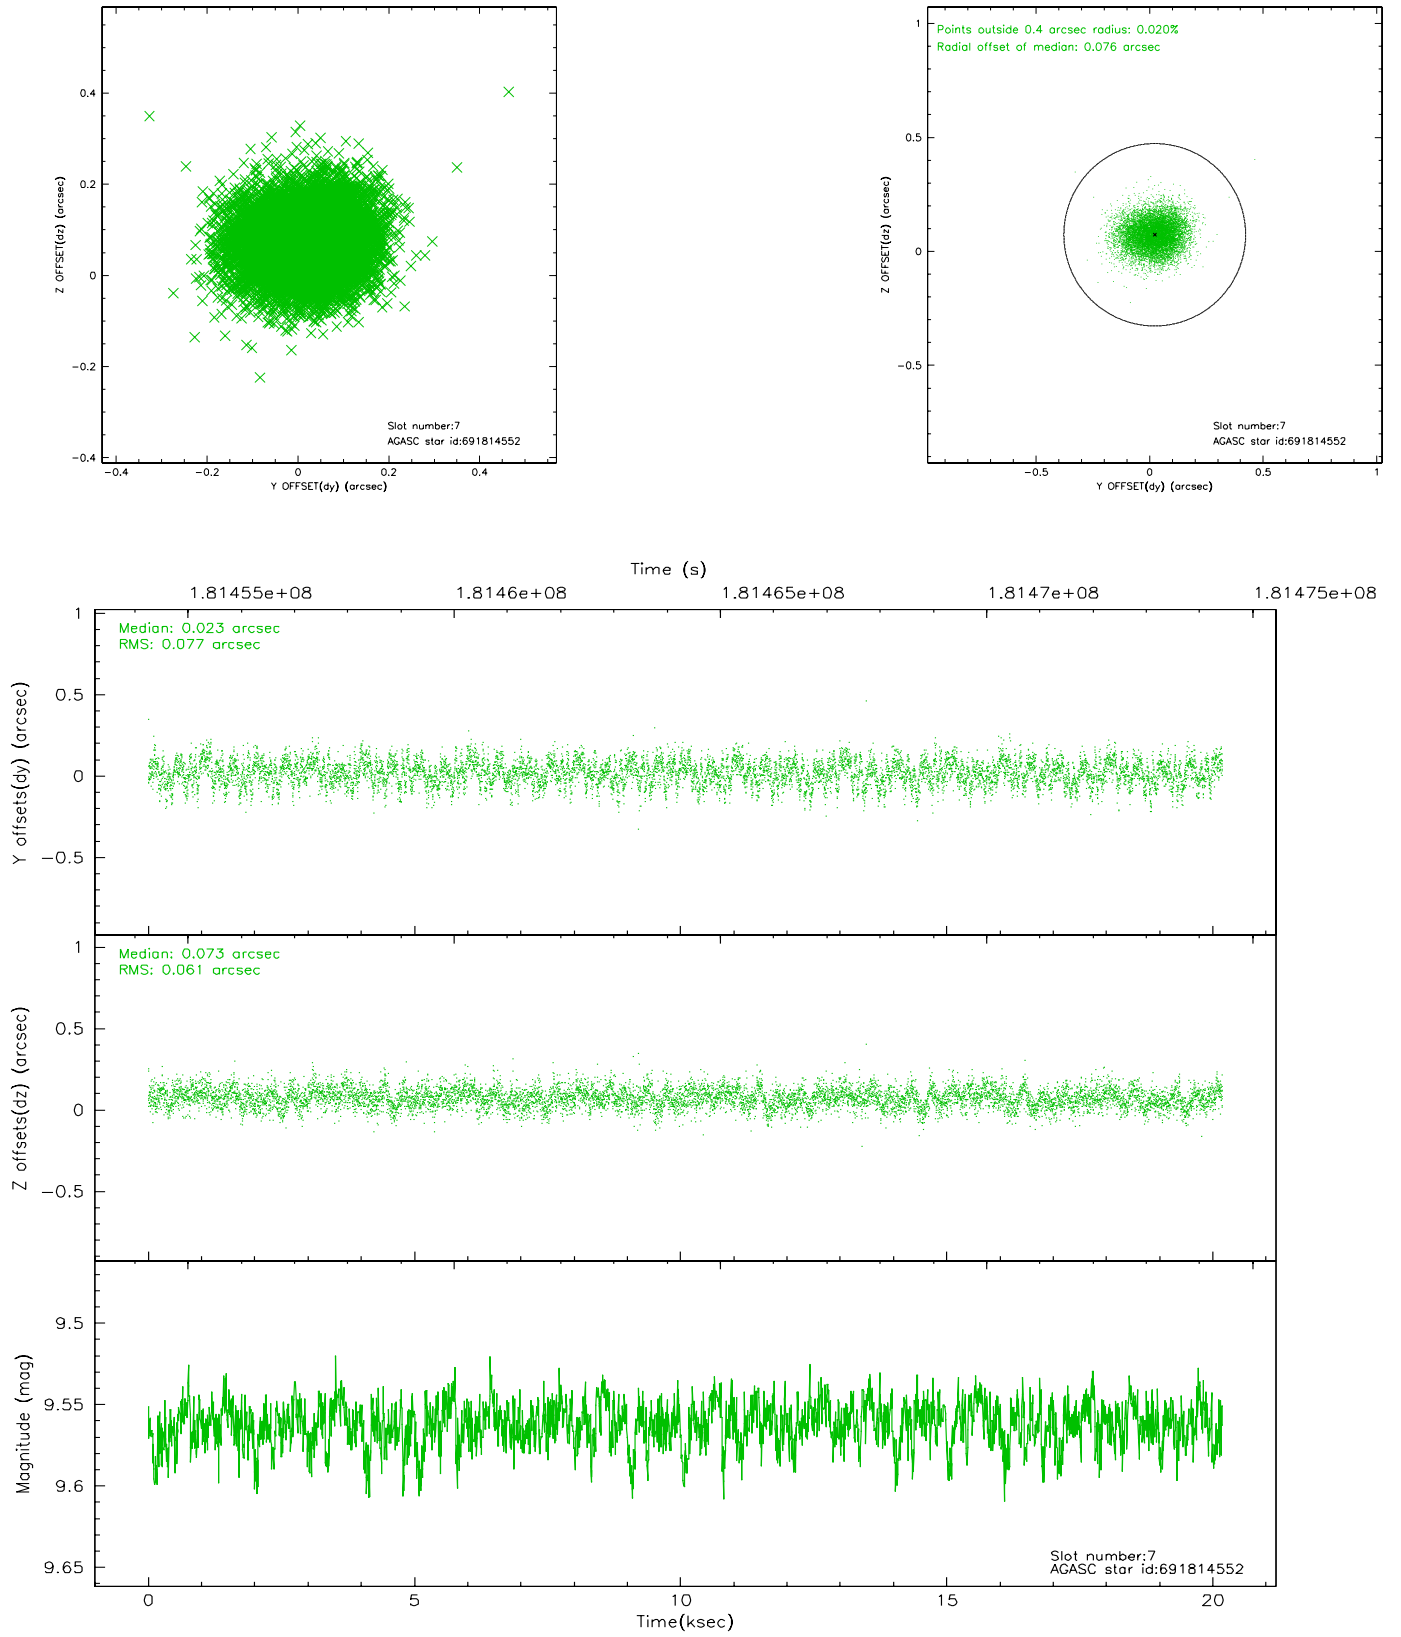 0.4
0.2
0
-0.2
-0.4
Z OFFSET(dz) (arcsec)
-0.4
-0.2
0
0.2
0.4
Y OFFSET(dy) (arcsec)
Slot number:7
AGASC star id:691814552
Points outside 0.4 arcsec radius: 0.020%
Radial offset of median: 0.076 arcsec
1
0.5
0
-0.5
Z OFFSET(dz) (arcsec)
-0.5
0
0.5
1
Y OFFSET(dy) (arcsec)
Slot number:7
AGASC star id:691814552
Time (s)
1.81455e+08
1.8146e+08
1.81465e+08
1.8147e+08
1.81475e+08
Median: 0.023 arcsec
RMS: 0.077 arcsec
1
0.5
0
-0.5
Y offsets(dy) (arcsec)
Median: 0.073 arcsec
RMS: 0.061 arcsec
1
0.5
0
-0.5
Z offsets(dz) (arcsec)
9.5
9.55
9.6
9.65
Magnitude (mag)
Slot number:7
AGASC star id:691814552
0
5
10
15
20
Time(ksec)